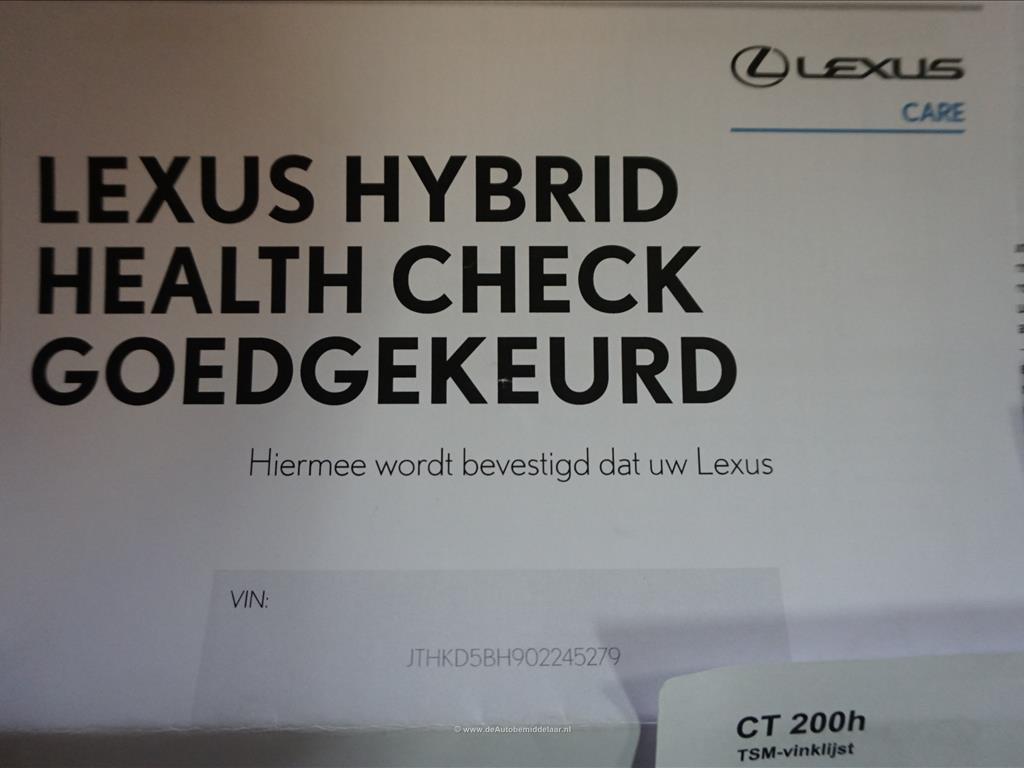 LEXUS
CARE
LEXUS HYBRID
HEALTH CHECK
GOEDGEKEURD
Hiermee wordt bevestigd dat uw Lexus
VIN:
JTHKD5BH902245279
CT 200h
TSM-vinklijst
© www.deAutobemiddelaar.nl